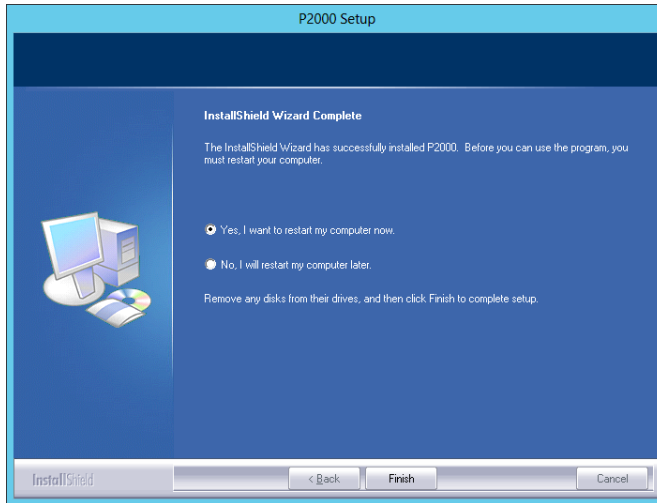 P2000 Setup
InstallShield Wizard Complete
The InstallShield Wizard has successfully installed P2000. Before you can use the program, you
must restart your computer.
Yes, I want to restart my computer now.
No, I will restart my computer later.
Remove any disks from their drives, and then click Finish to complete setup.
InstallShield
< Back
Finish
Cancel